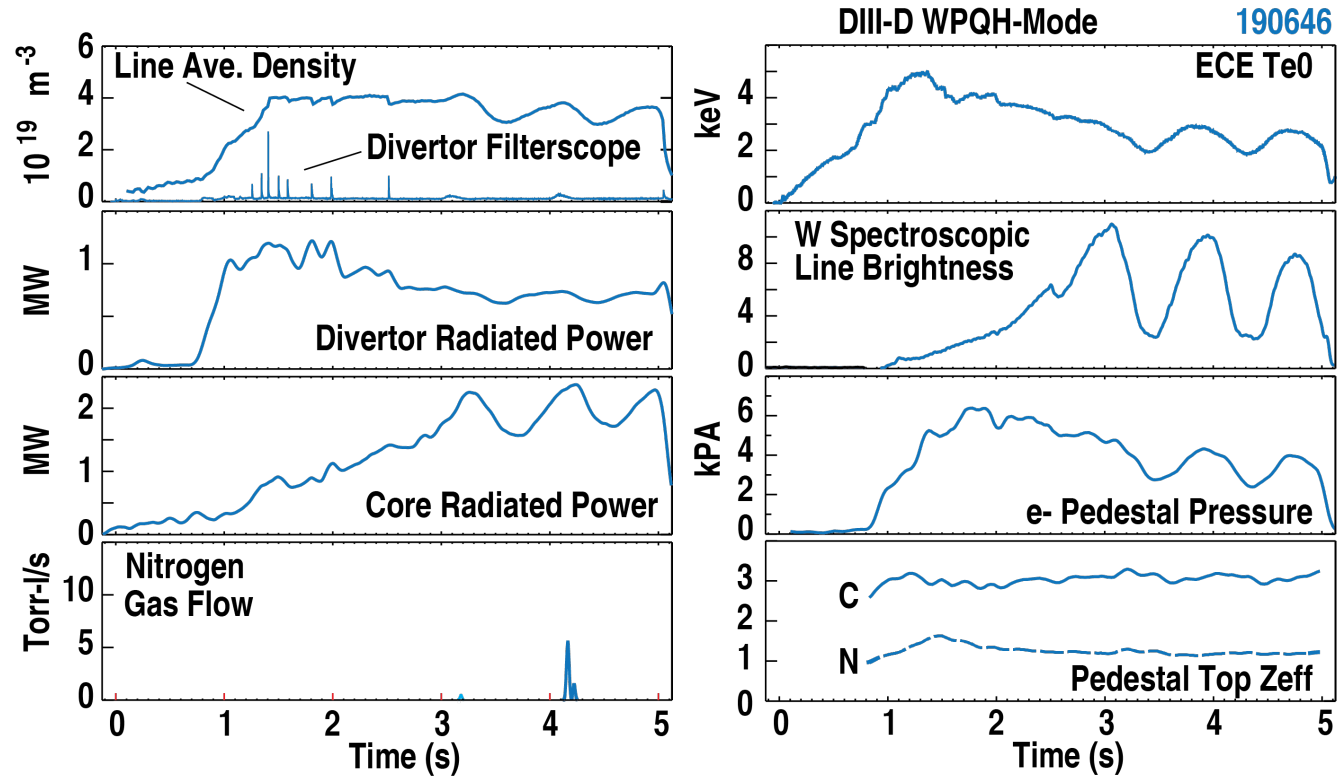 DIII-D WPQH-Mode 190646
6
4
2
0
10 19 m-3
Line Ave. Density
Divertor Filterscope
1
0
MW
Divertor Radiated Power
2
1
0
MW
Core Radiated Power
10
5
0
Torr-l/s
Nitrogen
Gas Flow
0 1 2 3 4 5
Time (s)
4
2
0
keV
ECE Te0
8
4
0
W Spectroscopic
Line Brightness
6
4
2
0
kPA
e- Pedestal Pressure
3
2
1
0
C
N
Pedestal Top Zeff
0 1 2 3 4 5
Time (s)